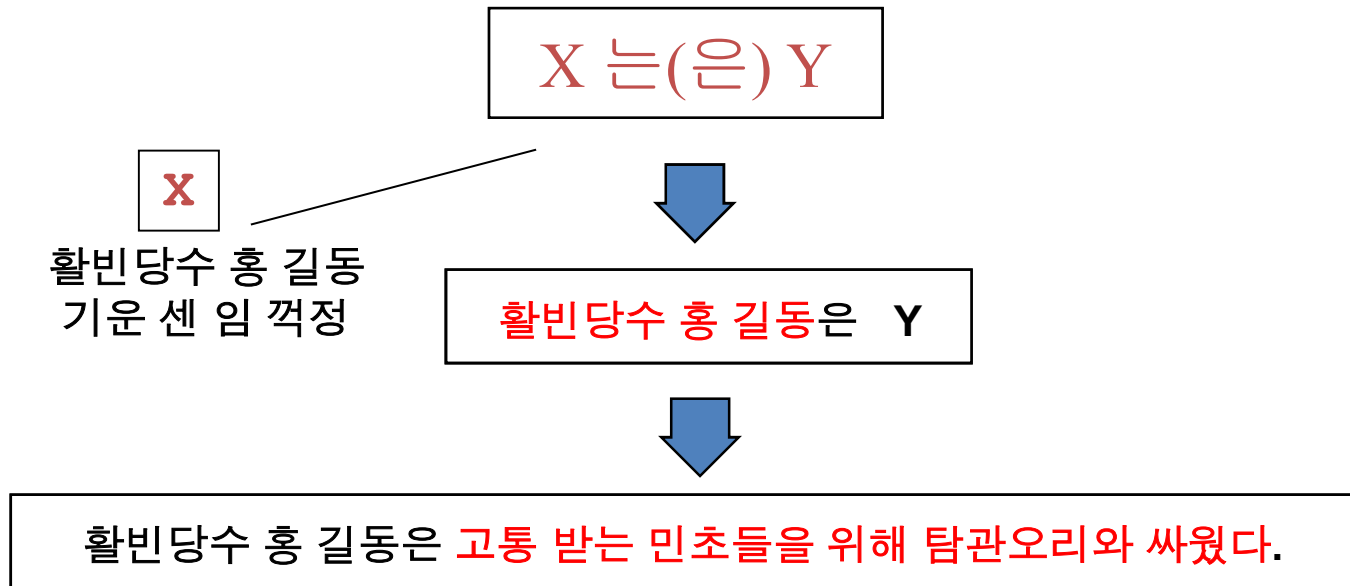 X 는(은) Y
x
활빈당수 홍 길동
기운 센 임 꺽정
활빈당수 홍 길동은 Y
활빈당수 홍 길동은 고통 받는 민초들을 위해 탐관오리와 싸웠다.